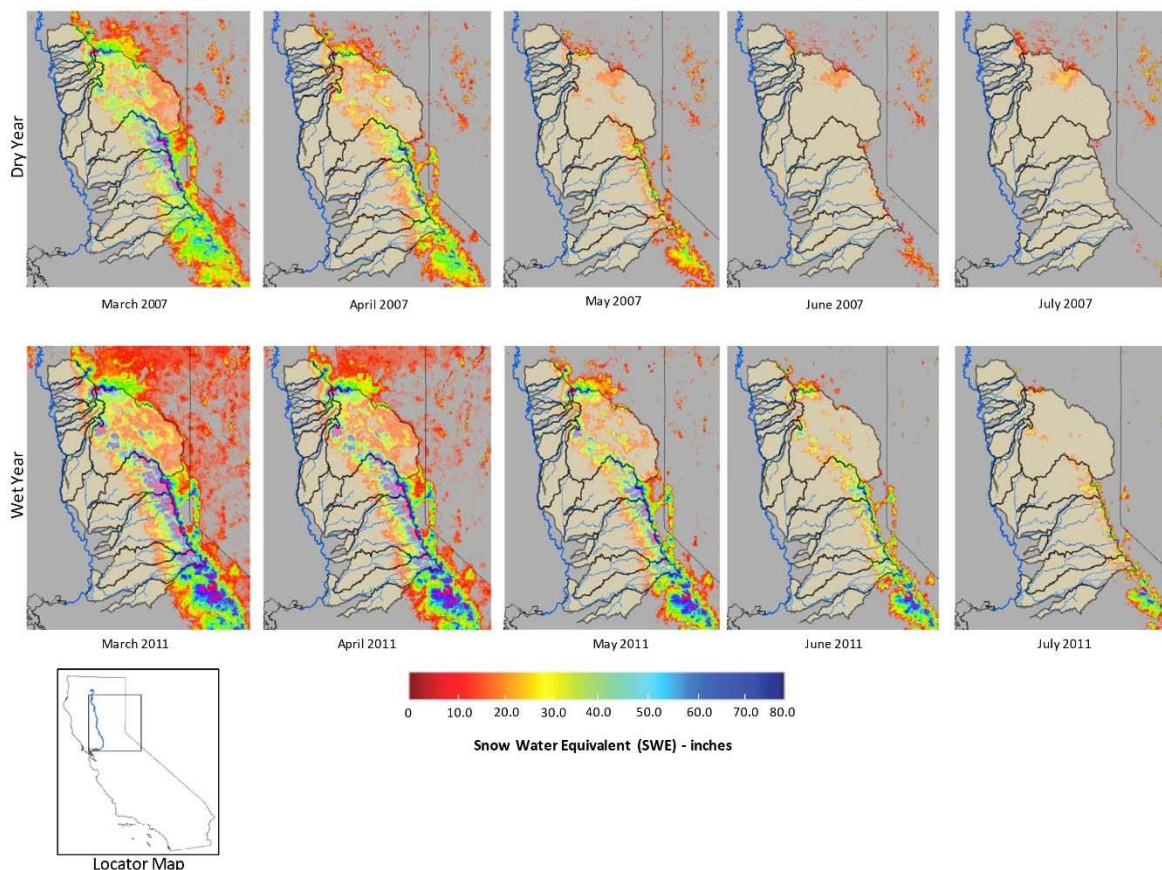 Dry Year
March 2007
April 2007
May 2007
June 2007
July 2007
Wet Year
March 2011
April 2011
May 2011
June 2011
July 2011
0 10.0 20.0 30.0 40.0 50.0 60.0 70.0 80.0
Snow Water Equivalent (SWE) - inches
Locator Map